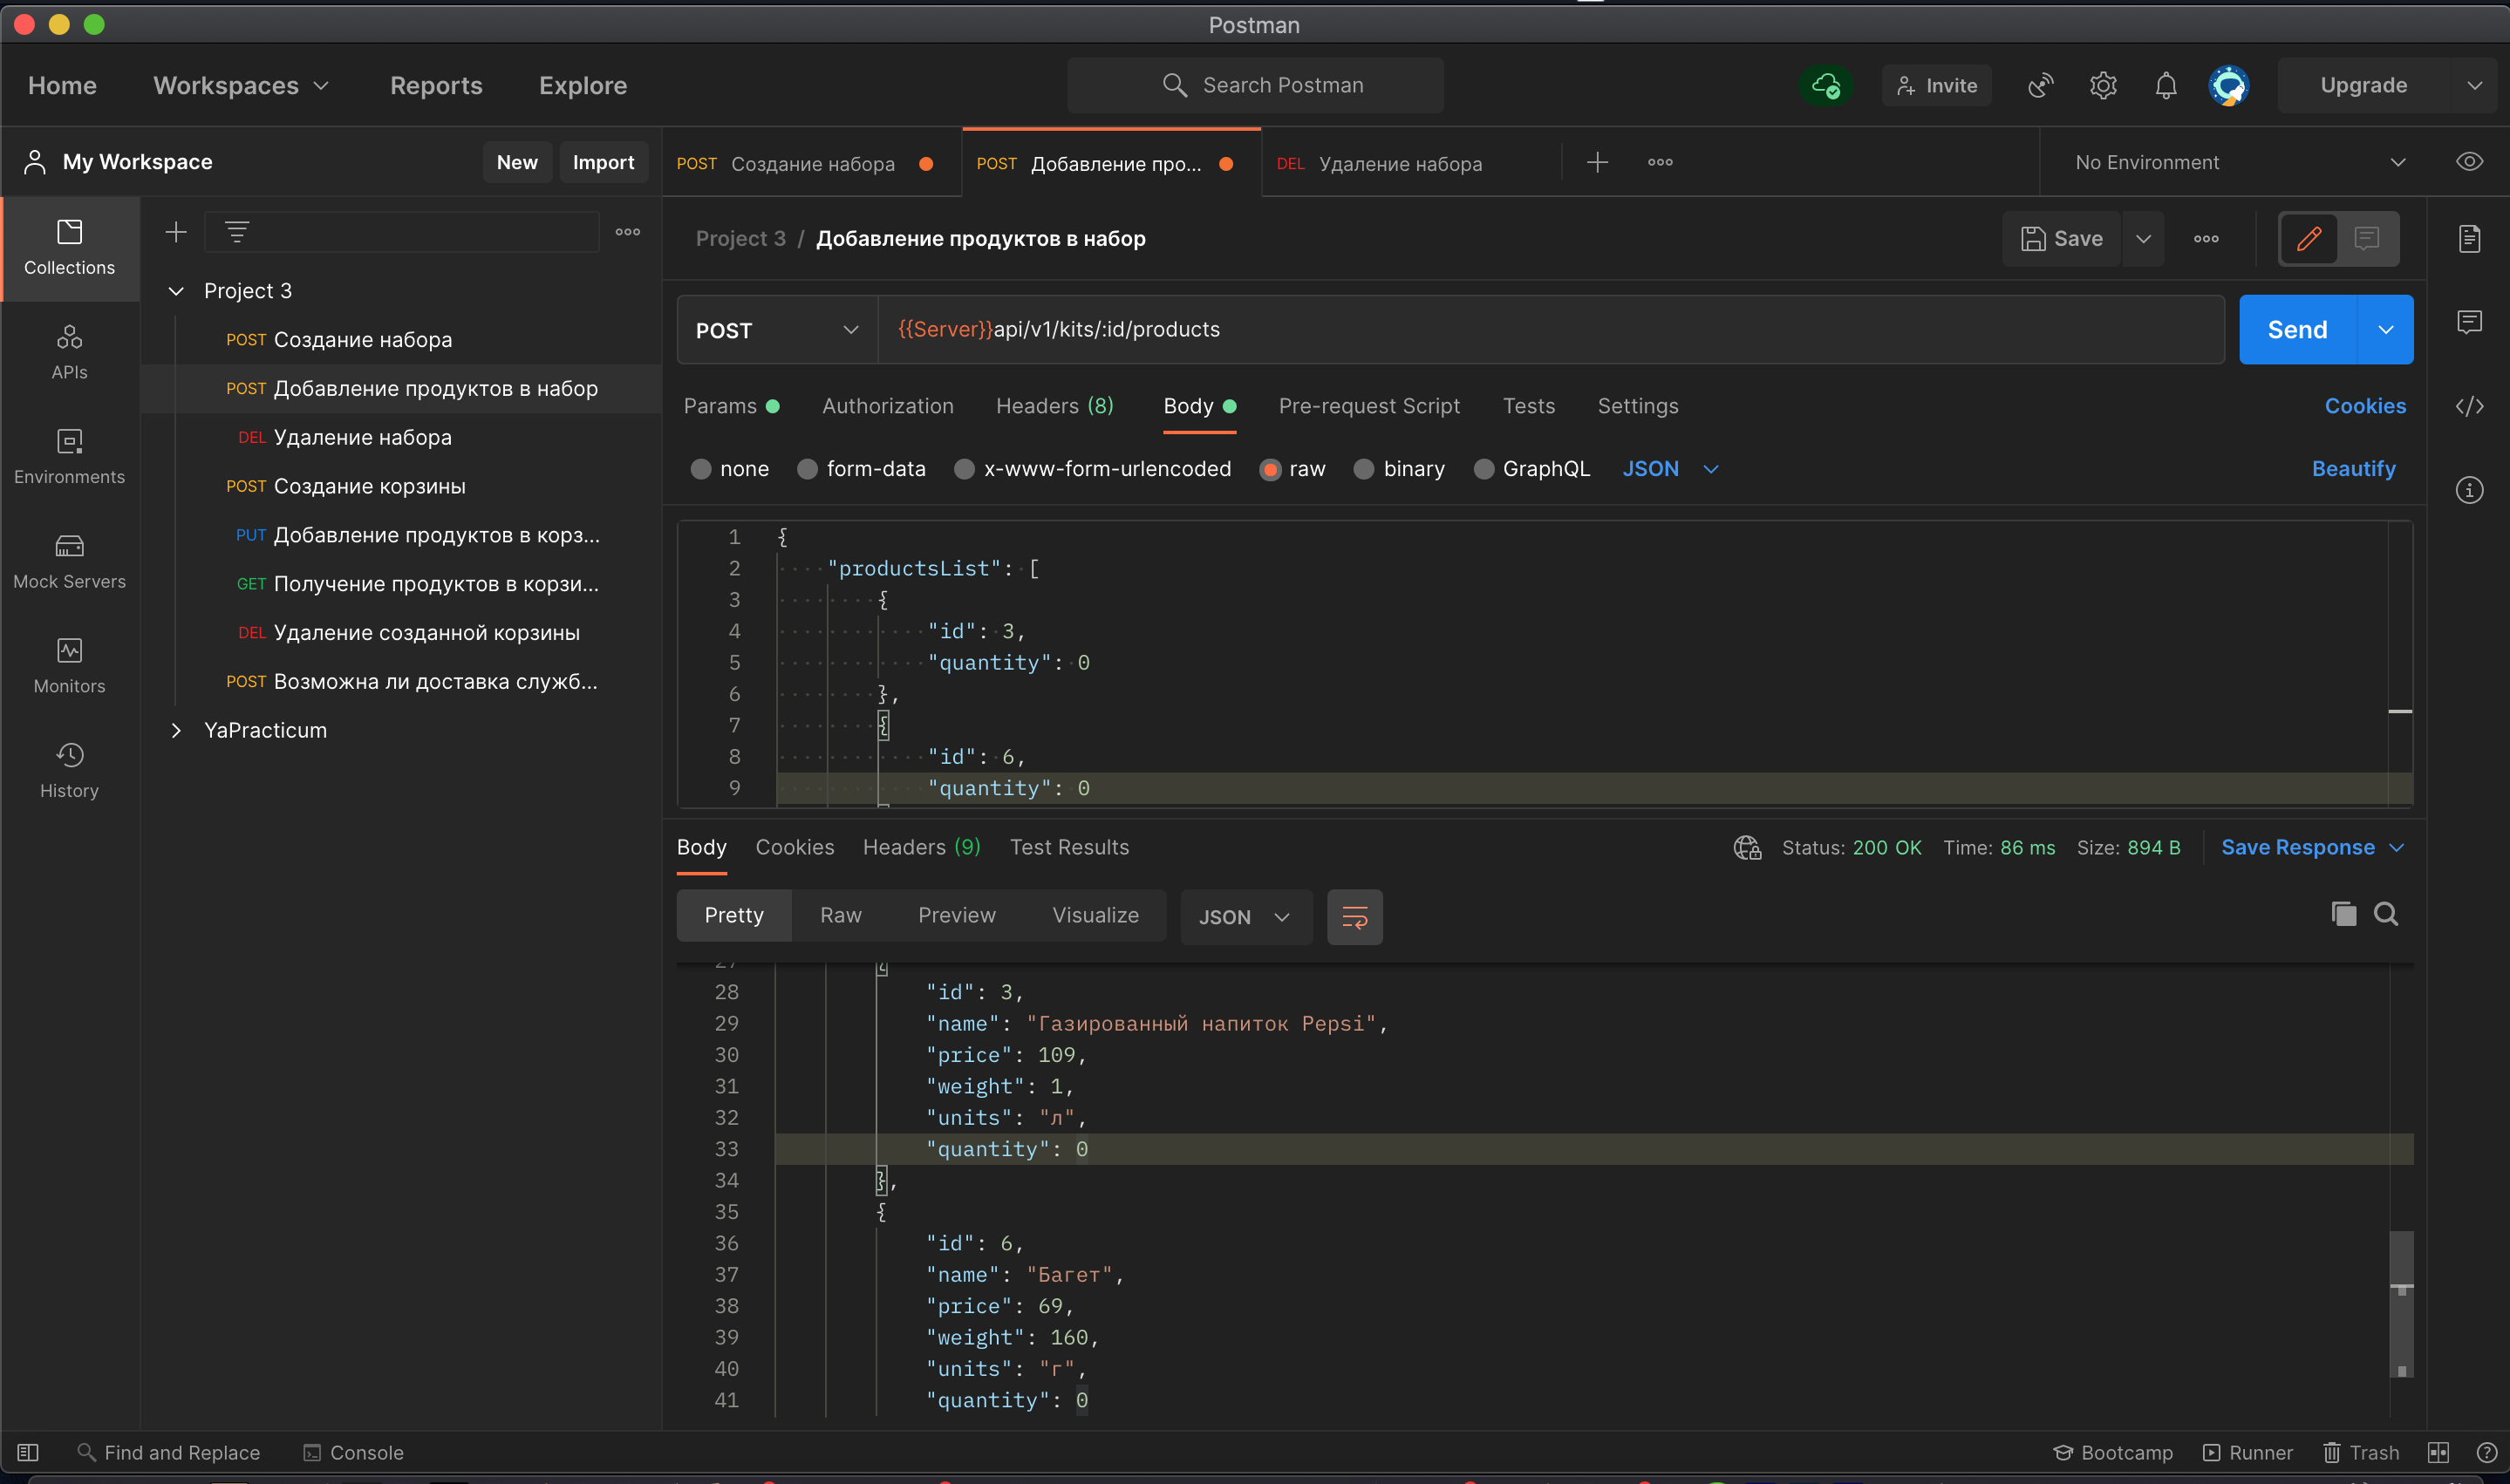 Postman
Home Workspaces Reports Explore Search Postman Invite Upgrade
My Workspace New Import
POST Создание набора POST Добавление про... DEL Удаление набора No Environment
Collections
APIs
Environments
Mock Servers
Monitors
History
Project 3
POST Создание набора
POST Добавление продуктов в набор
DEL Удаление набора
POST Создание корзины
PUT Добавление продуктов в корз...
GET Получение продуктов в корзи...
DEL Удаление созданной корзины
POST Возможна ли доставка служб...
YaPracticum
Project 3 / Добавление продуктов в набор Save
POST {{Server}}api/v1/kits/:id/products Send
Params Authorization Headers (8) Body Pre-request Script Tests Settings Cookies
none form-data x-www-form-urlencoded raw binary GraphQL JSON Beautify
1 {
2 "productsList": [
3 {
4 "id": 3,
5 "quantity": 0
6 },
7 {
8 "id": 6,
9 "quantity": 0
Body Cookies Headers (9) Test Results Status: 200 OK Time: 86 ms Size: 894 B Save Response
Pretty Raw Preview Visualize JSON
27 {
28 "id": 3,
29 "name": "Газированный напиток Pepsi",
30 "price": 109,
31 "weight": 1,
32 "units": "л",
33 "quantity": 0
34 },
35 {
36 "id": 6,
37 "name": "Багет",
38 "price": 69,
39 "weight": 160,
40 "units": "г",
41 "quantity": 0
Find and Replace Console Bootcamp Runner Trash